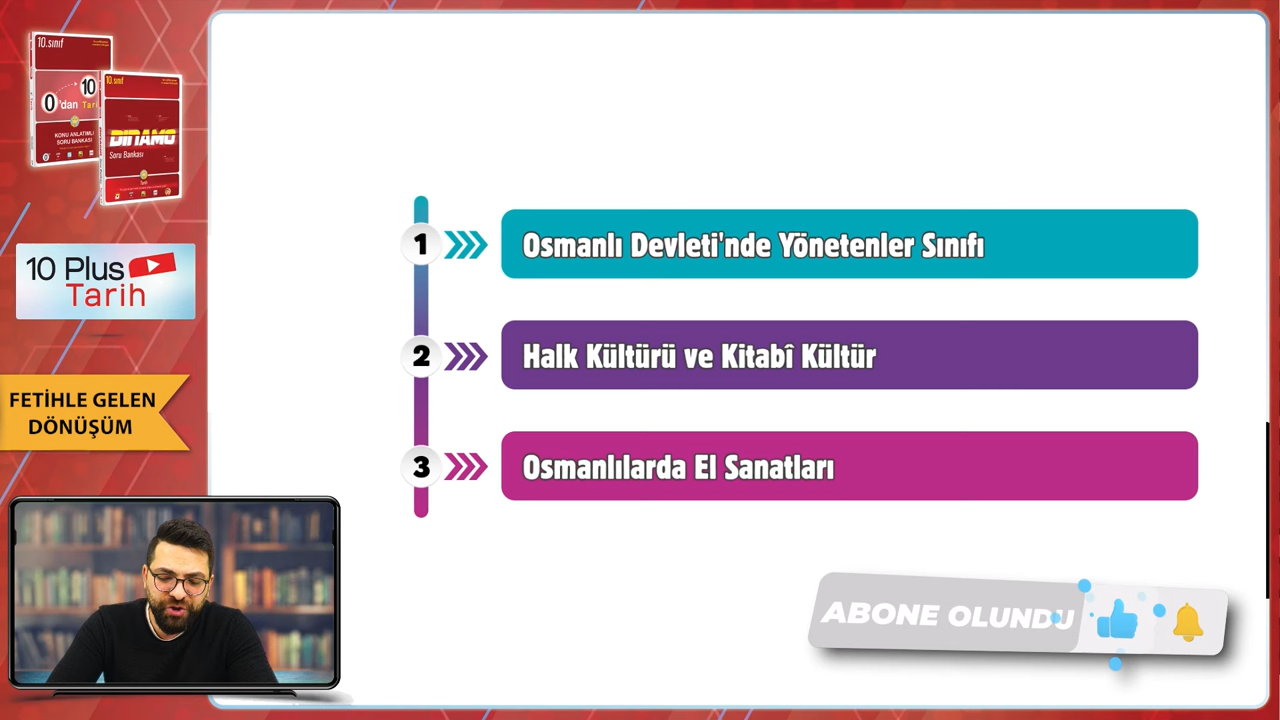 10.sınıf
0'dan 10
Tarih
KONU ANLATIMLI
SORU BANKASI
10.sınıf
DINAMO
Soru Bankası
Tarih
10 Plus
Tarih
FETİHLE GELEN
DÖNÜŞÜM
1 Osmanlı Devleti'nde Yönetenler Sınıfı
2 Halk Kültürü ve Kitabî Kültür
3 Osmanlılarda El Sanatları
ABONE OLUNDU